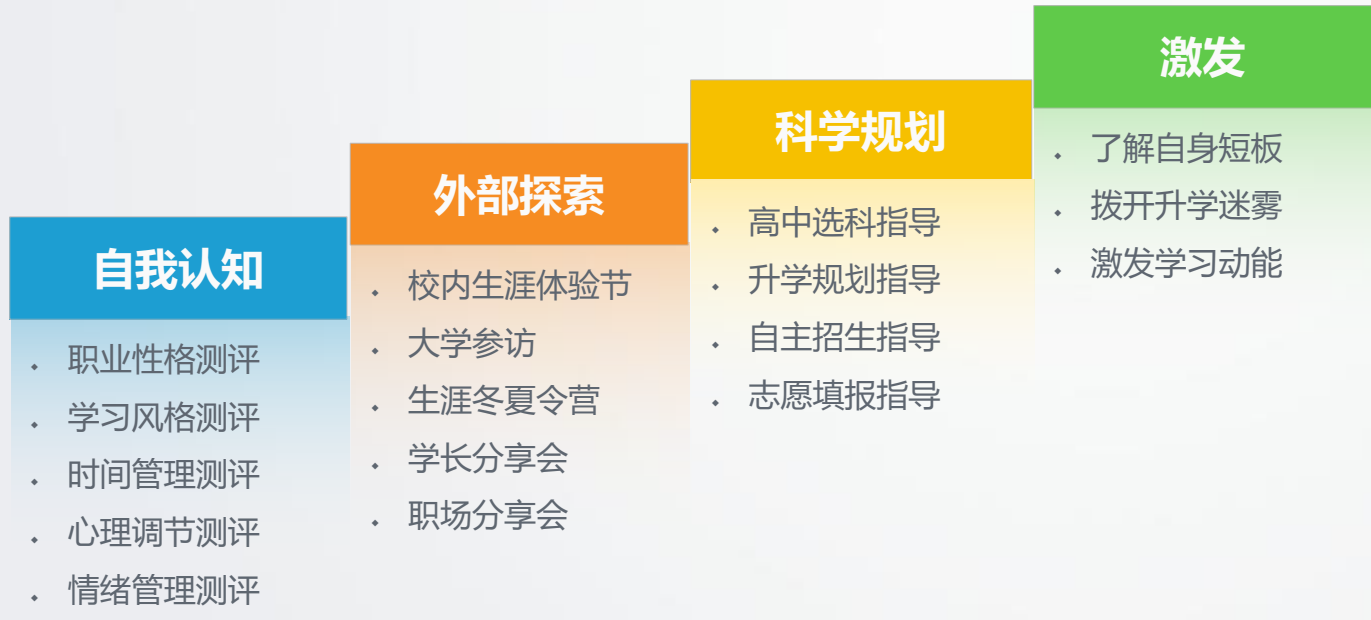 自我认知
职业性格测评
学习风格测评
时间管理测评
心理调节测评
情绪管理测评
外部探索
校内生涯体验节
大学参访
生涯冬夏令营
学长分享会
职场分享会
科学规划
高中选科指导
升学规划指导
自主招生指导
志愿填报指导
激发
了解自身短板
拨开升学迷雾
激发学习动能